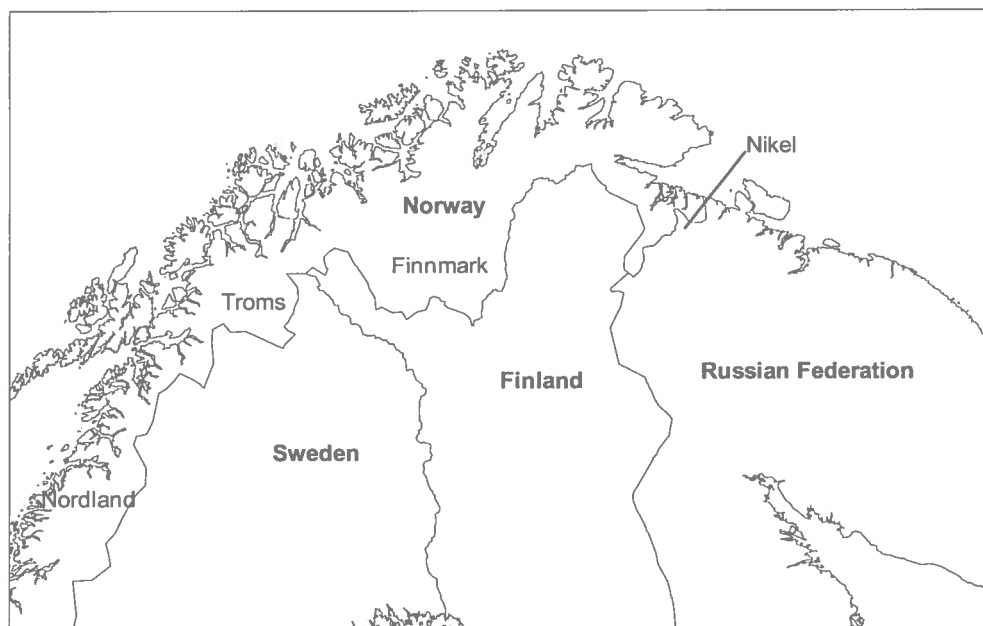 Nikel
Norway
Finnmark
Troms
Finland
Russian Federation
Sweden
Nordland